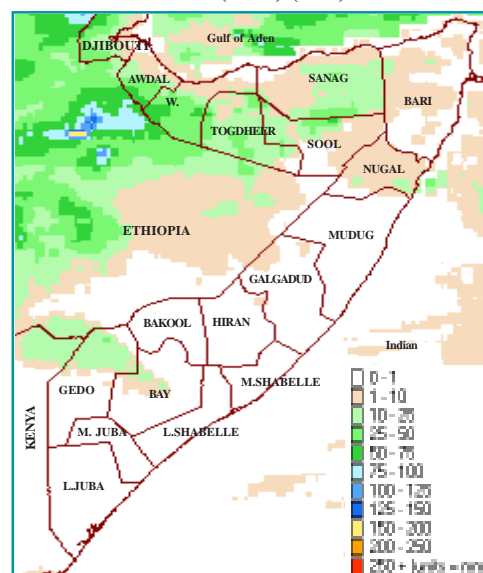 Gulf of Aden
DJIBOUTI
AWDAL
SANAG
BARI
W.
TOGDHEER
SOOL
NUGAL
ETHIOPIA
MUDUG
GALGADUD
BAKOOL
HIRAN
Indian
GEDO
BAY
M.SHABELLE
KENYA
M. JUBA
L.SHABELLE
L.JUBA
0 - 1
1 - 10
10 - 25
25 - 50
50 - 75
75 - 100
100 - 125
125 - 150
150 - 200
200 - 250
250 + (units = mm